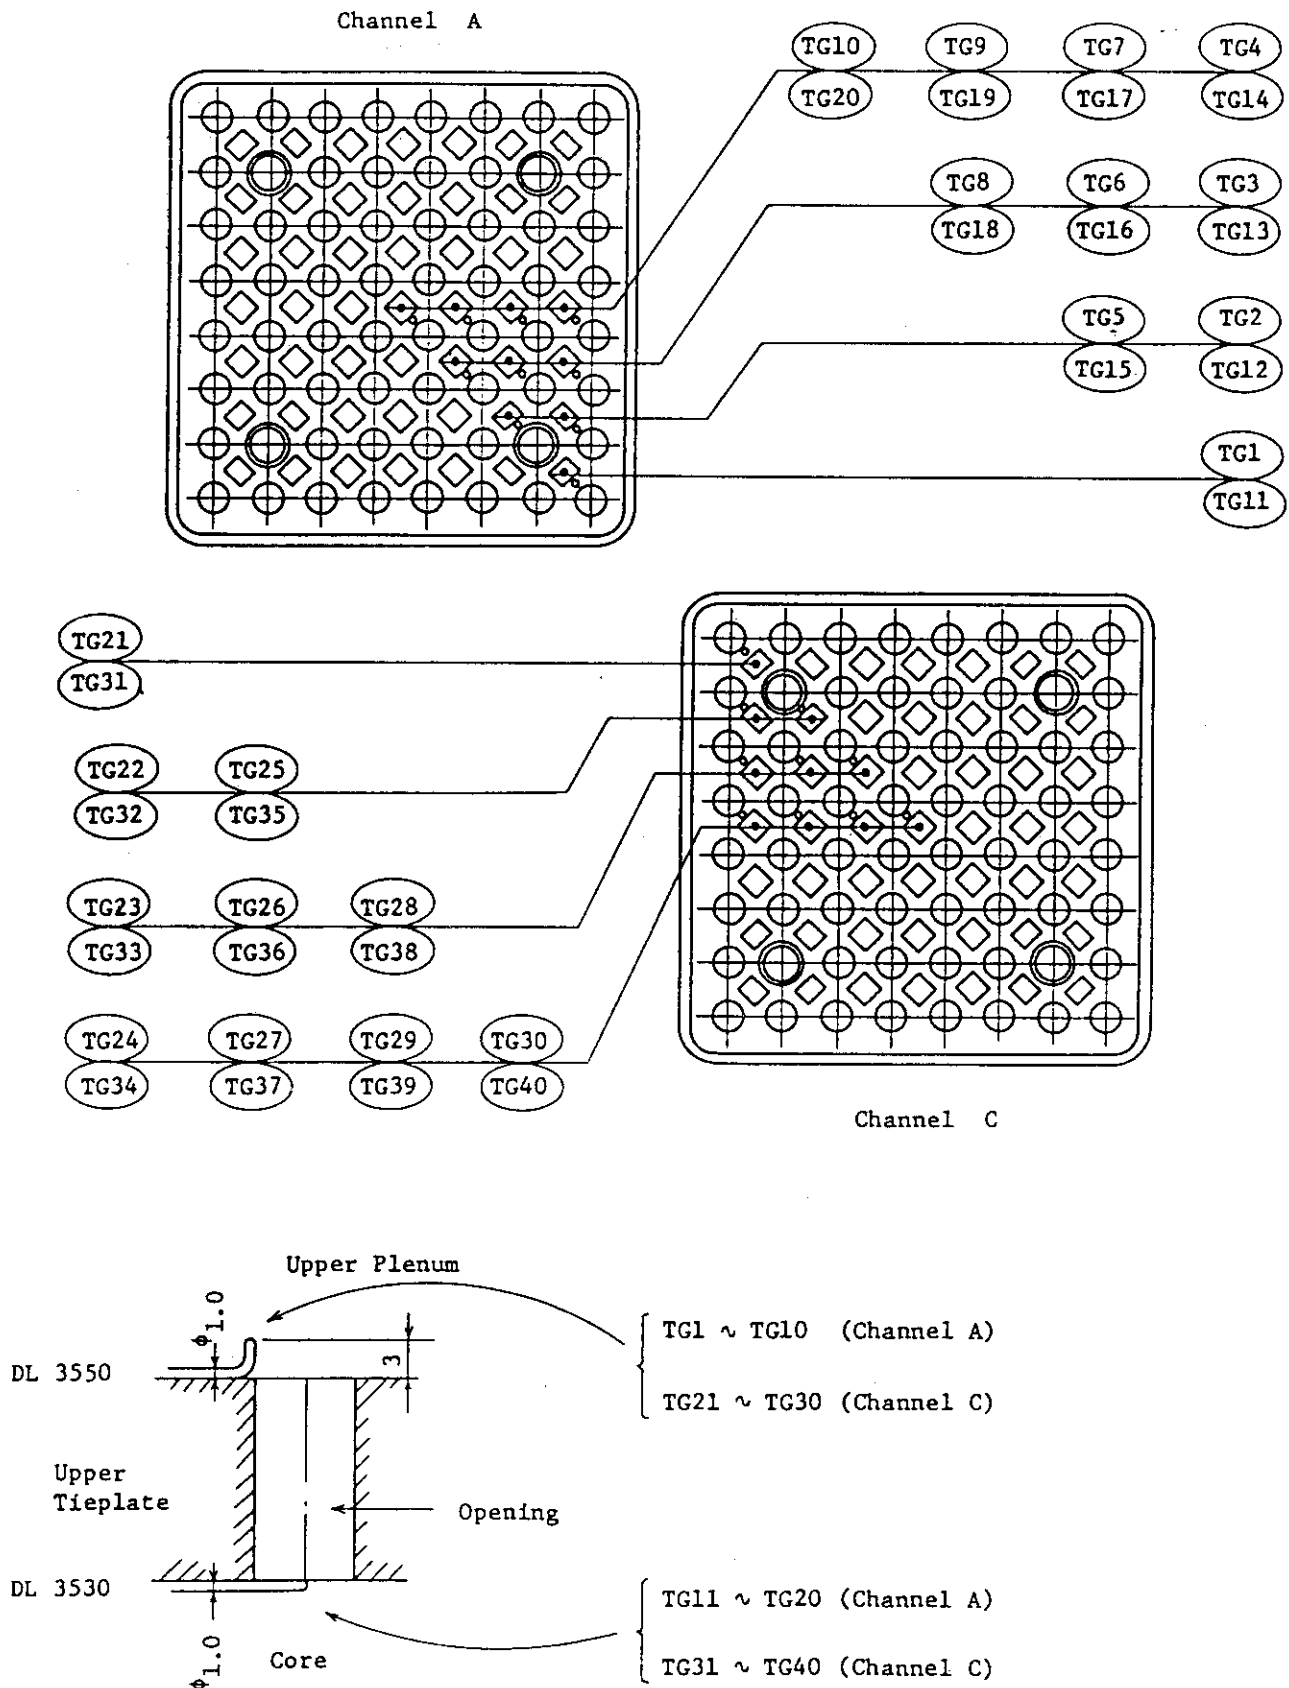 Channel A
TG10 TG9 TG7 TG4
TG20 TG19 TG17 TG14
TG8 TG6 TG3
TG18 TG16 TG13
TG5 TG2
TG15 TG12
TG1
TG11
TG21
TG31
TG22 TG25
TG32 TG35
TG23 TG26 TG28
TG33 TG36 TG38
TG24 TG27 TG29 TG30
TG34 TG37 TG39 TG40
Channel C
Upper Plenum
φ1.0
3
DL 3550
TG1 ~ TG10 (Channel A)
TG21 ~ TG30 (Channel C)
Upper
Tieplate
Opening
DL 3530
φ1.0
Core
TG11 ~ TG20 (Channel A)
TG31 ~ TG40 (Channel C)